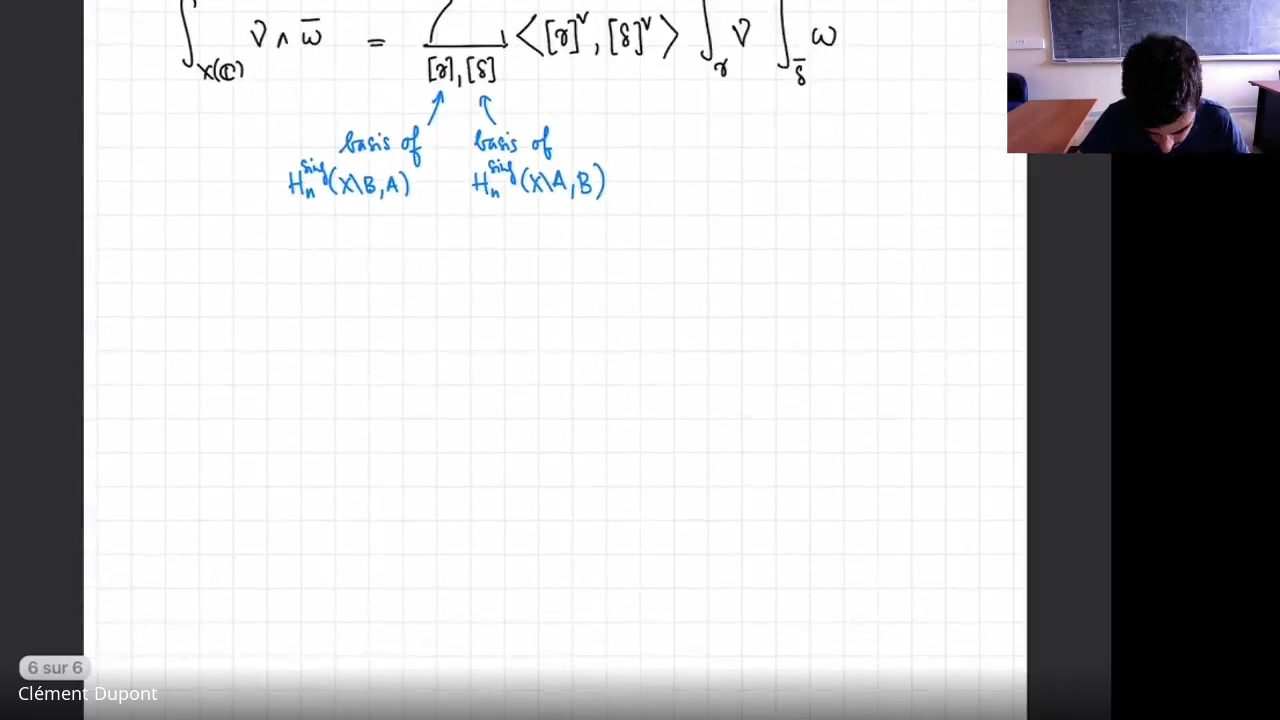 ∫_{X(ℂ)} ν ∧ ω̅ = ∑_{[γ],[δ]} ⟨[γ]^∨, [δ]^∨⟩ ∫_γ ν ∫_{δ̅} ω
basis of basis of
H_n^{sing}(X\B, A) H_n^{sing}(X\A, B)
6 sur 6
Clément Dupont